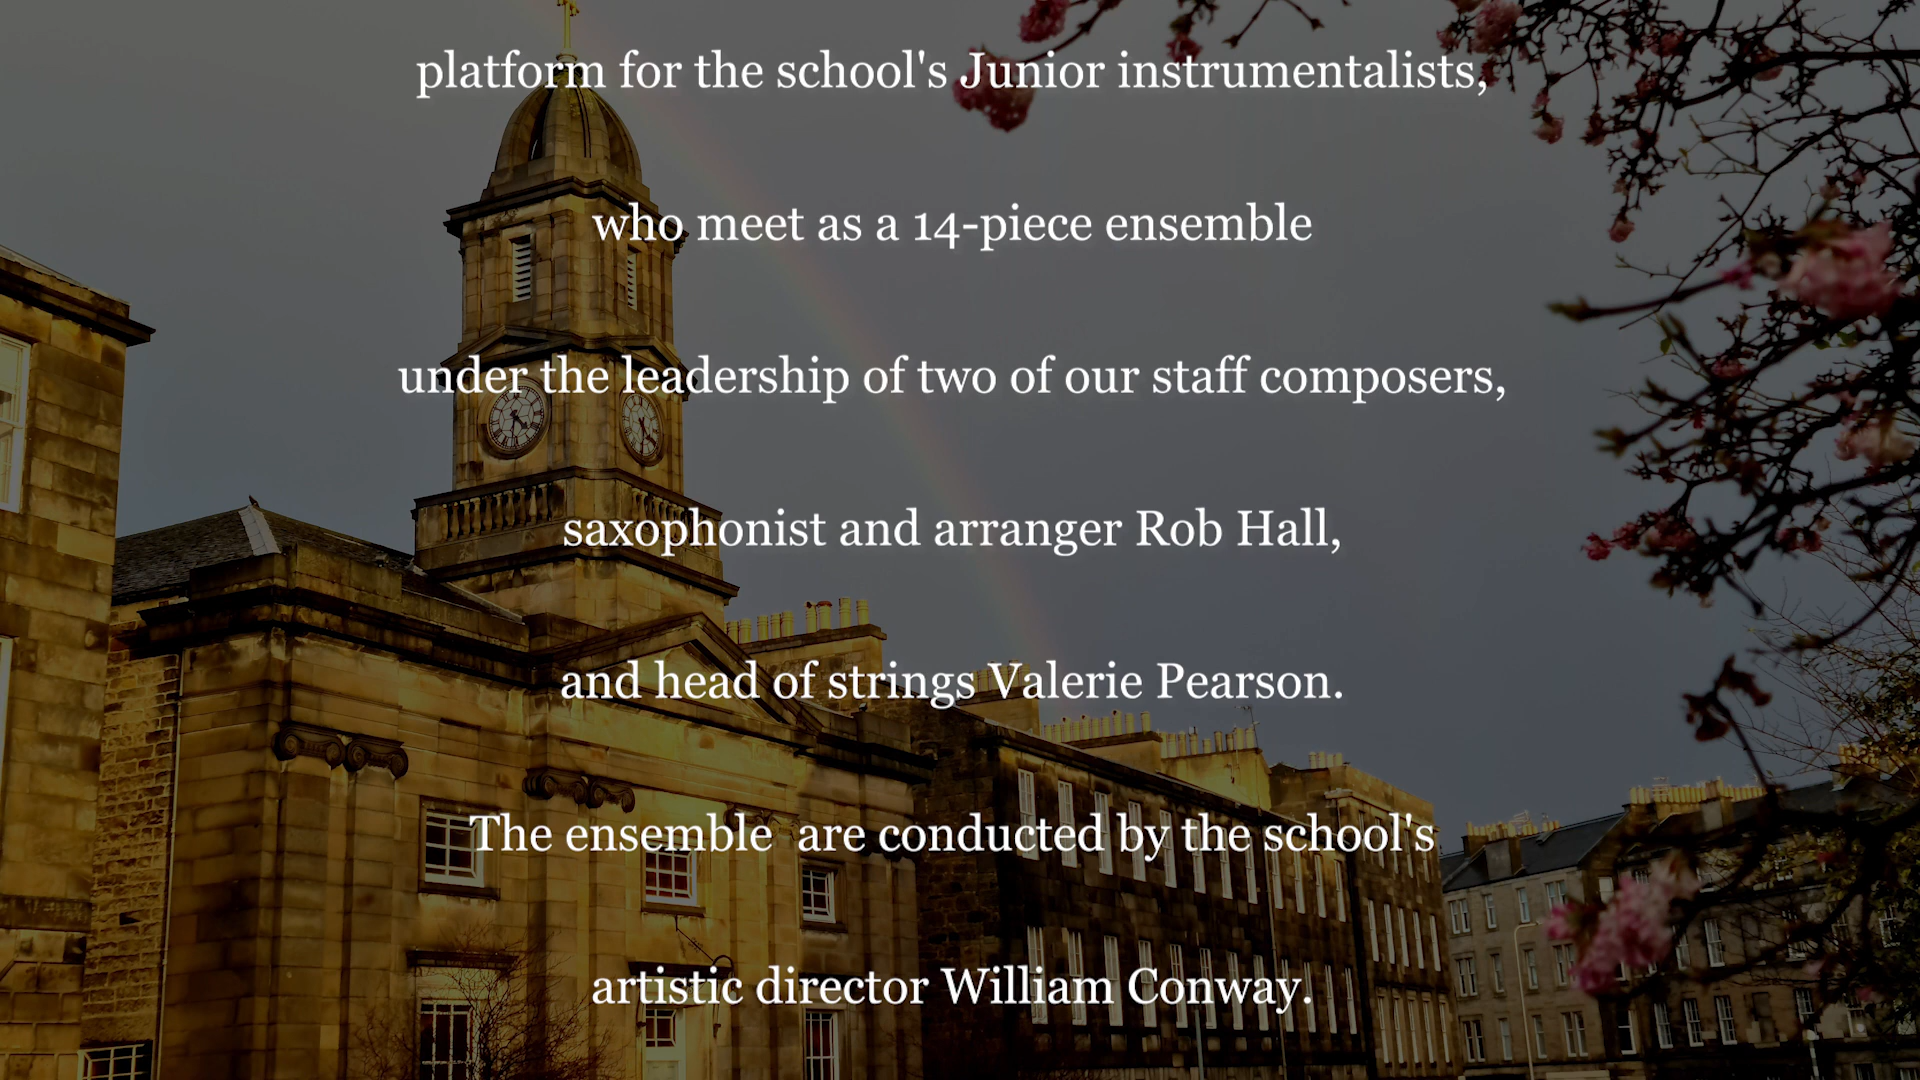 platform for the school's Junior instrumentalists,
who meet as a 14-piece ensemble
under the leadership of two of our staff composers,
saxophonist and arranger Rob Hall,
and head of strings Valerie Pearson.
The ensemble  are conducted by the school's
artistic director William Conway.